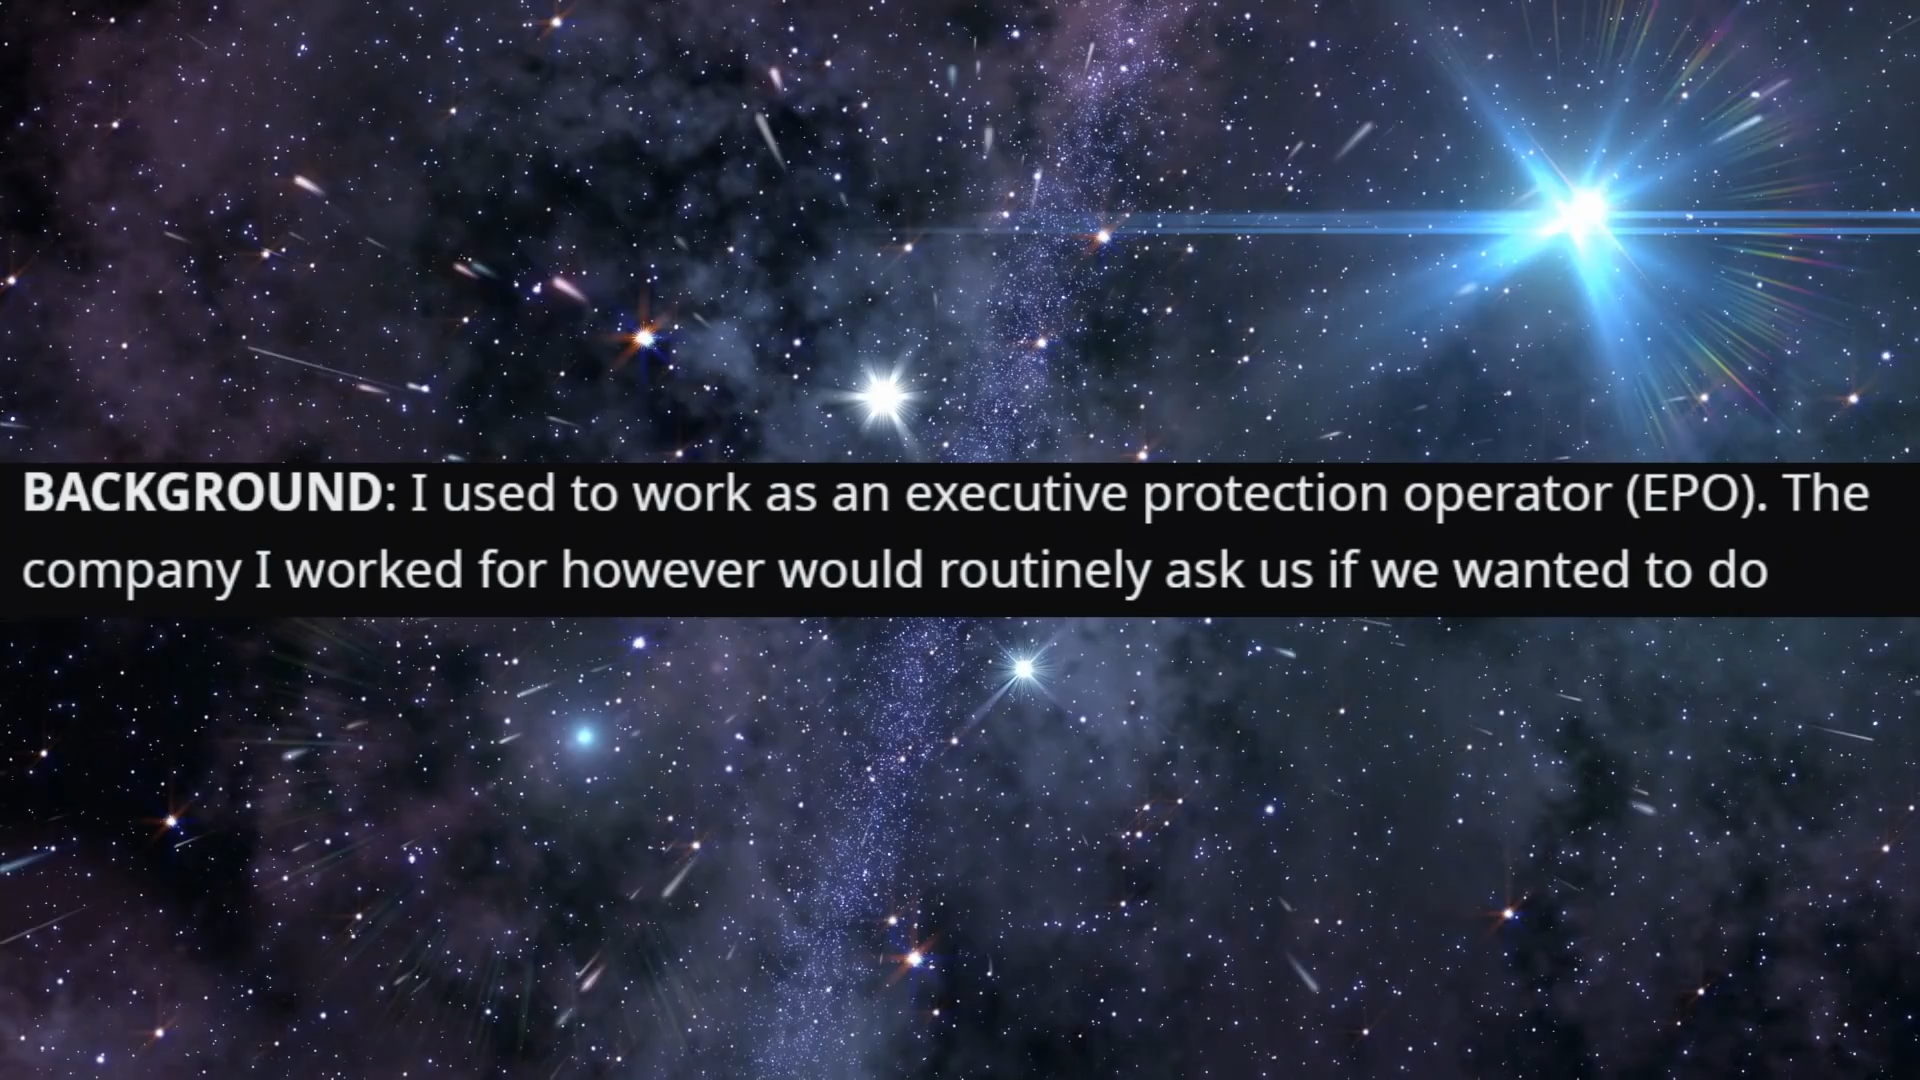 BACKGROUND: I used to work as an executive protection operator (EPO). The
company I worked for however would routinely ask us if we wanted to do